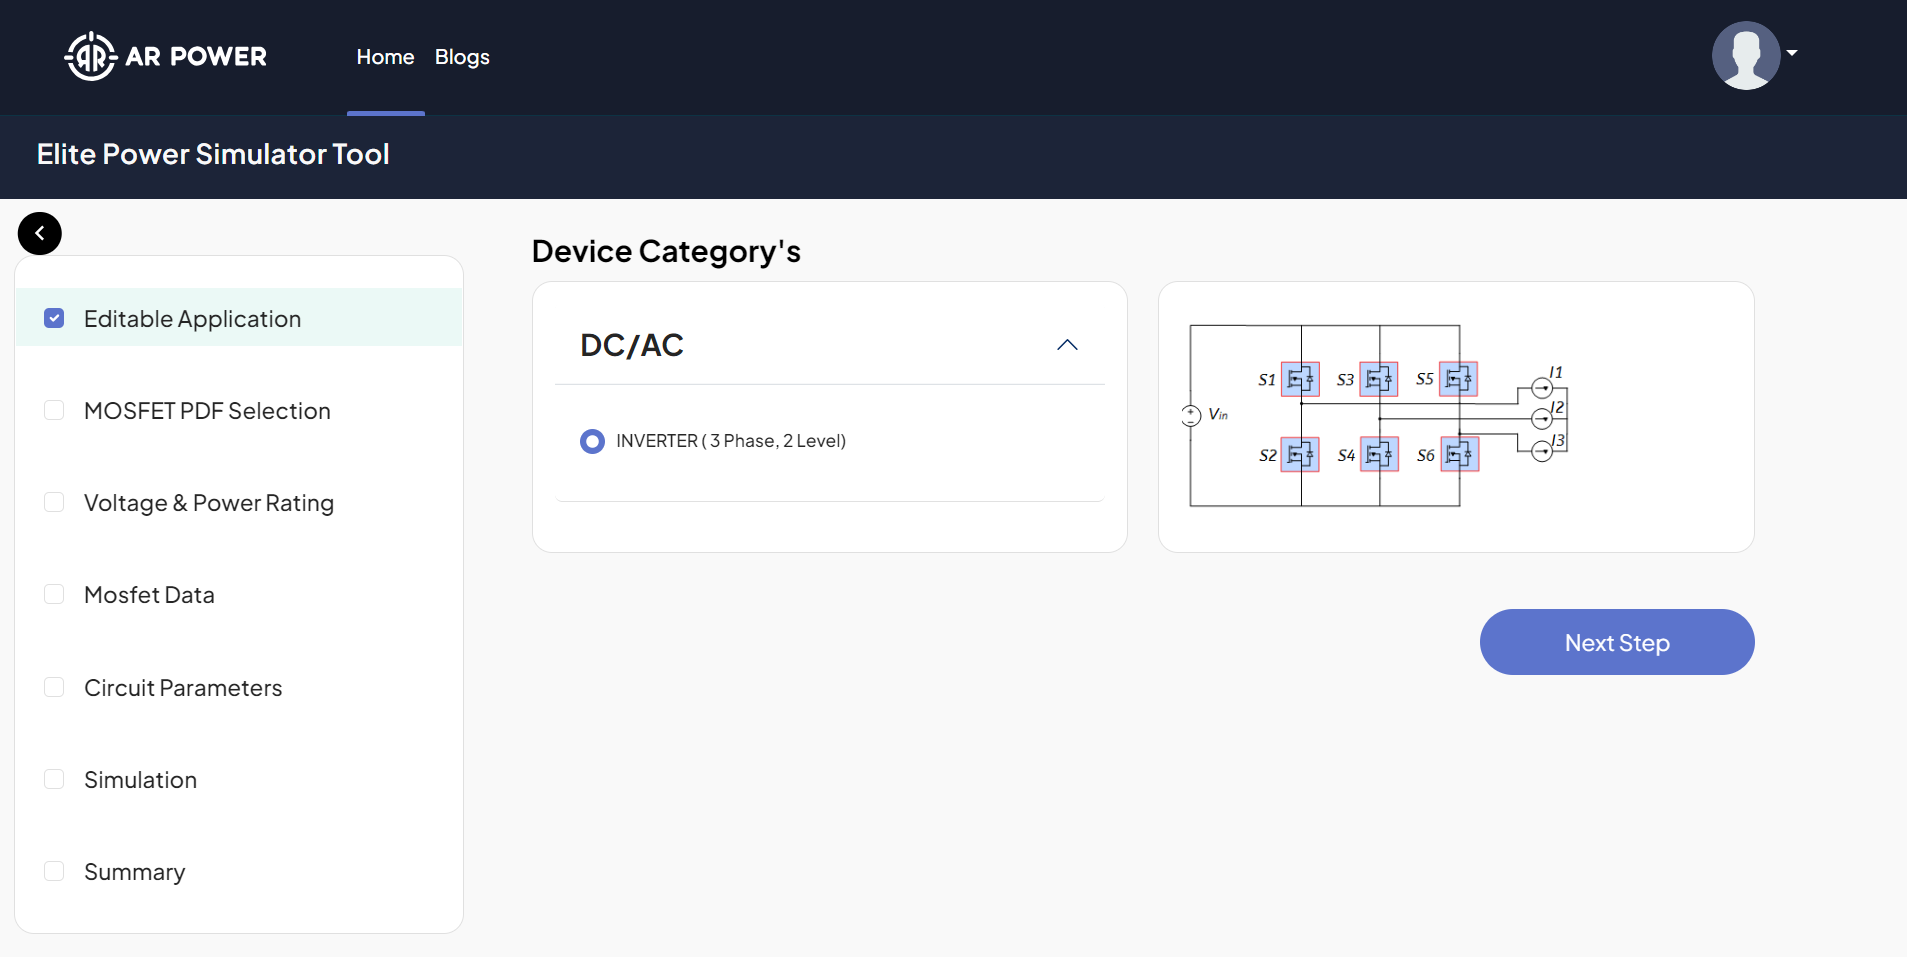 AR POWER
Home
Blogs
Elite Power Simulator Tool
Editable Application
MOSFET PDF Selection
Voltage & Power Rating
Mosfet Data
Circuit Parameters
Simulation
Summary
Device Category's
DC/AC
INVERTER ( 3 Phase, 2 Level)
S1 S3 S5 I1
Vin I2
S2 S4 S6 I3
Next Step